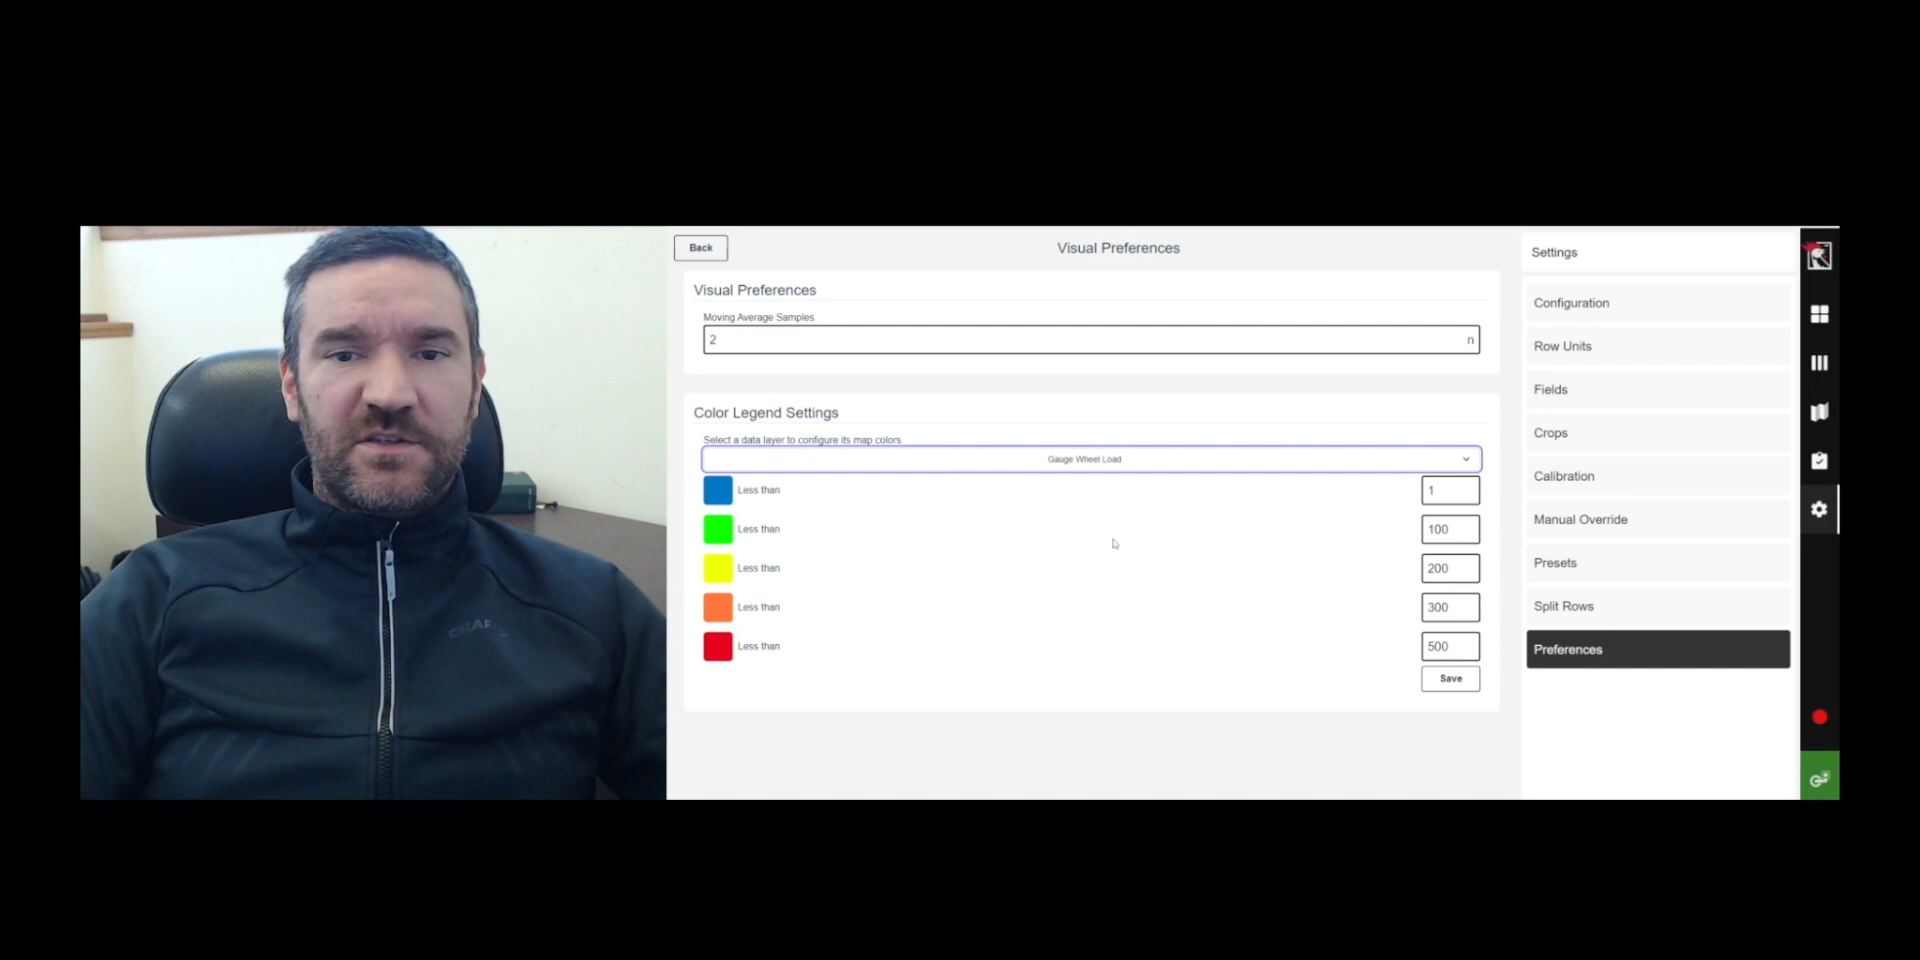 Back
Visual Preferences
Visual Preferences
Moving Average Samples
2 n
Color Legend Settings
Select a data layer to configure its map colors
Gauge Wheel Load
Less than 1
Less than 100
Less than 200
Less than 300
Less than 500
Save
Settings
Configuration
Row Units
Fields
Crops
Calibration
Manual Override
Presets
Split Rows
Preferences